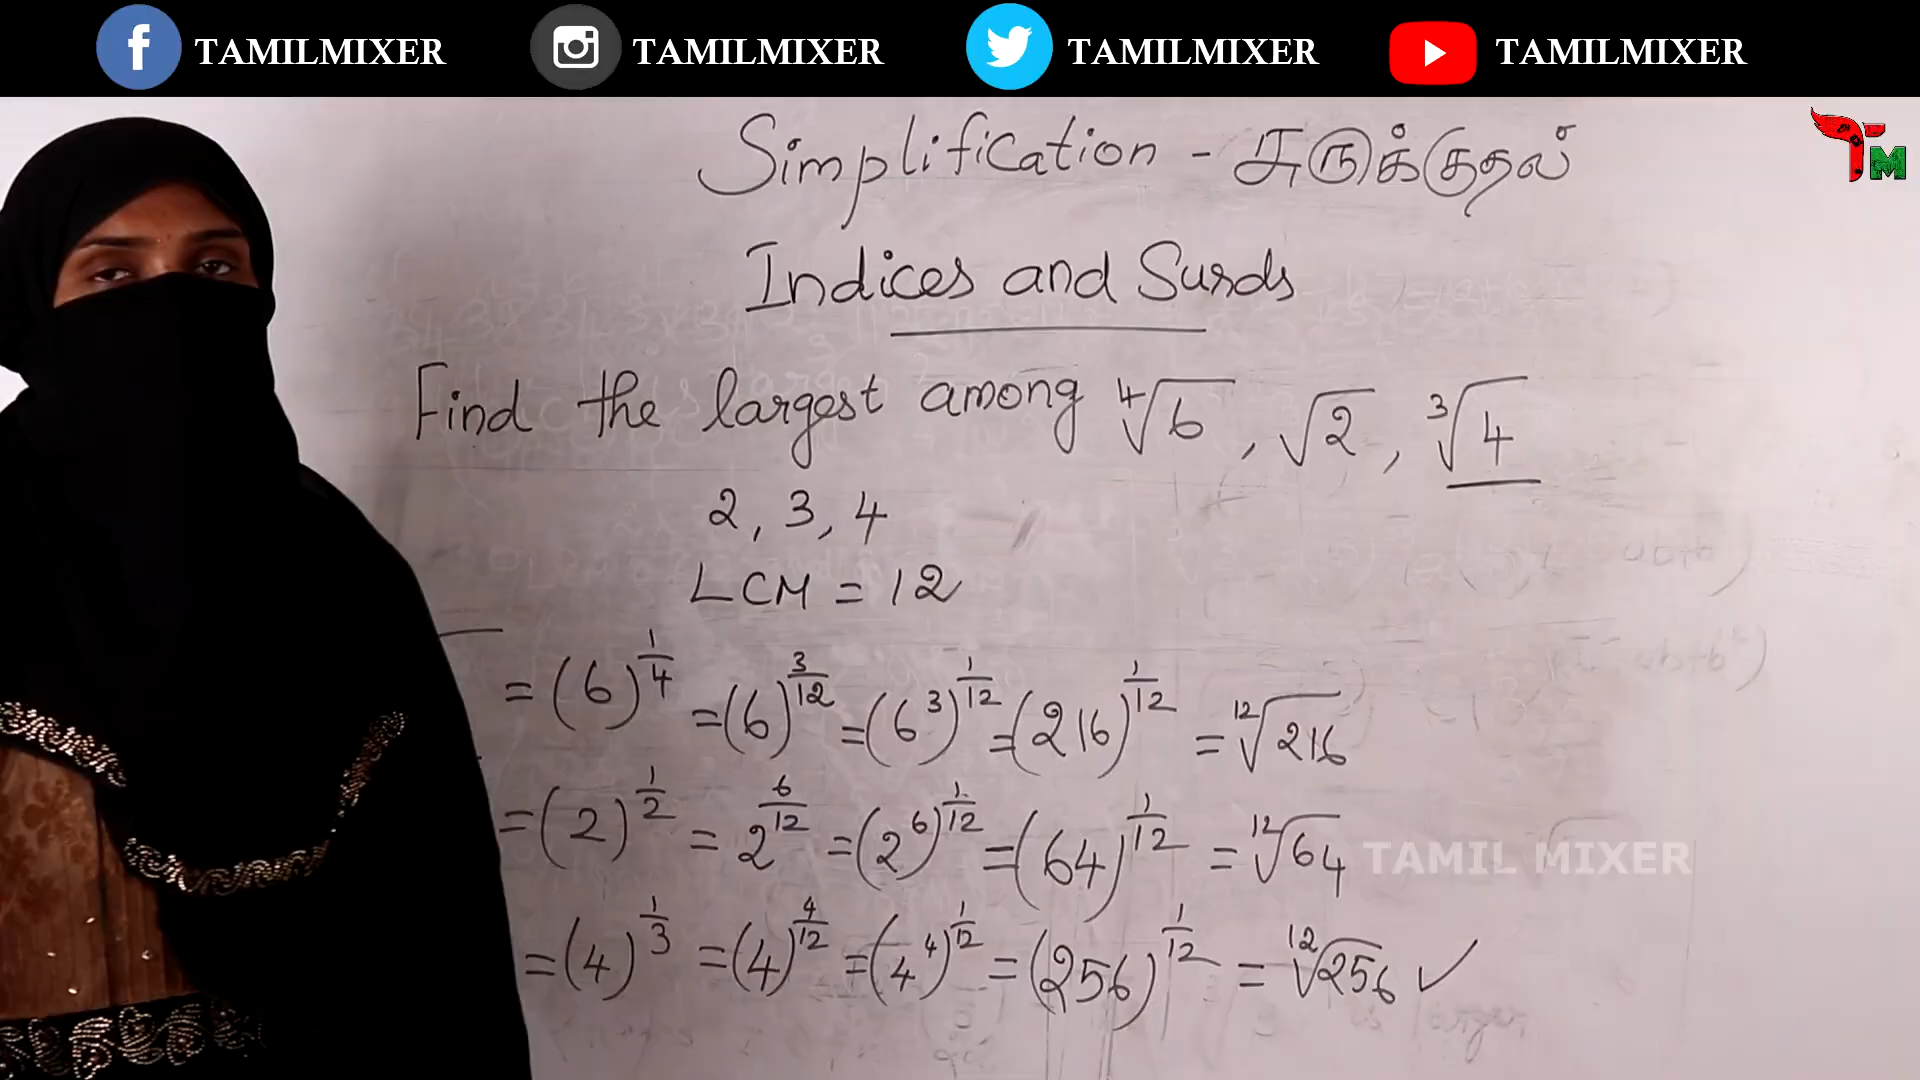 TAMILMIXER TAMILMIXER TAMILMIXER TAMILMIXER
TM
Simplification - சுருக்குதல்
Indices and Surds
Find the largest among ⁴√6 , √2 , ³√4
2, 3, 4
LCM = 12
= (6)^(1/4) = (6)^(3/12) = (6³)^(1/12) = (216)^(1/12) = ¹²√216
= (2)^(1/2) = 2^(6/12) = (2⁶)^(1/12) = (64)^(1/12) = ¹²√64
TAMIL MIXER
= (4)^(1/3) = (4)^(4/12) = (4⁴)^(1/12) = (256)^(1/12) = ¹²√256 ✓